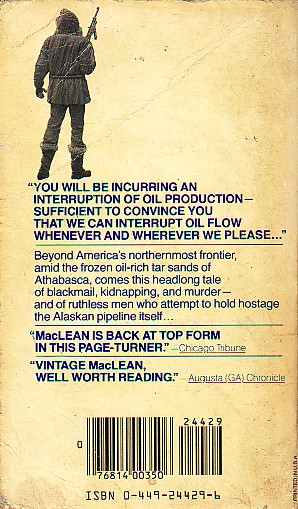 "YOU WILL BE INCURRING AN
INTERRUPTION OF OIL PRODUCTION—
SUFFICIENT TO CONVINCE YOU
THAT WE CAN INTERRUPT OIL FLOW
WHENEVER AND WHEREVER WE PLEASE..."
Beyond America's northernmost frontier,
amid the frozen oil-rich tar sands of
Athabasca, comes this headlong tale
of blackmail, kidnapping, and murder—
and of ruthless men who attempt to hold hostage
the Alaskan pipeline itself...
"MacLEAN IS BACK AT TOP FORM
IN THIS PAGE-TURNER." —Chicago Tribune
"VINTAGE MacLEAN,
WELL WORTH READING." —Augusta (GA) Chronicle
24429
0
76814 00350
ISBN 0-449-24429-6
PRINTED IN U.S.A.